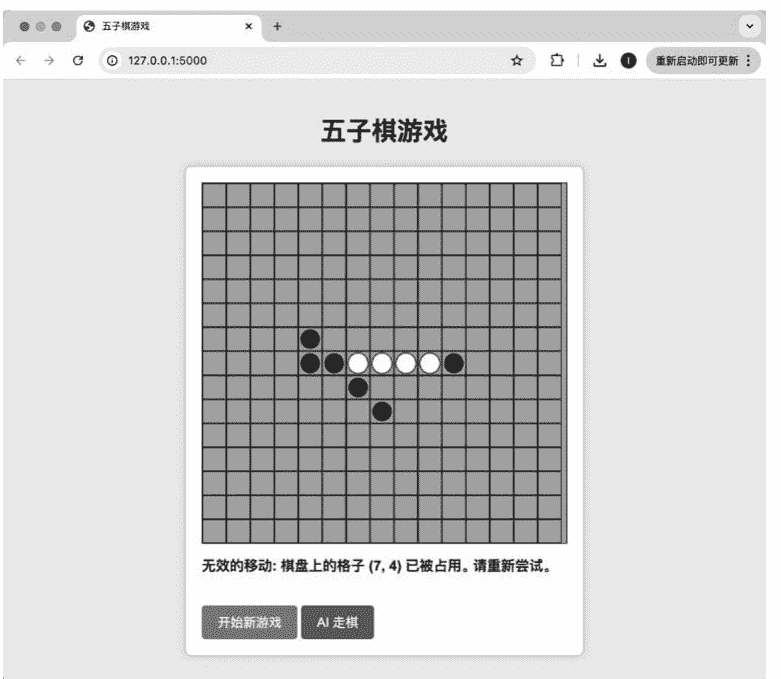 五子棋游戏
127.0.0.1:5000
重新启动即可更新
五子棋游戏
无效的移动: 棋盘上的格子 (7, 4) 已被占用。请重新尝试。
开始新游戏
AI 走棋